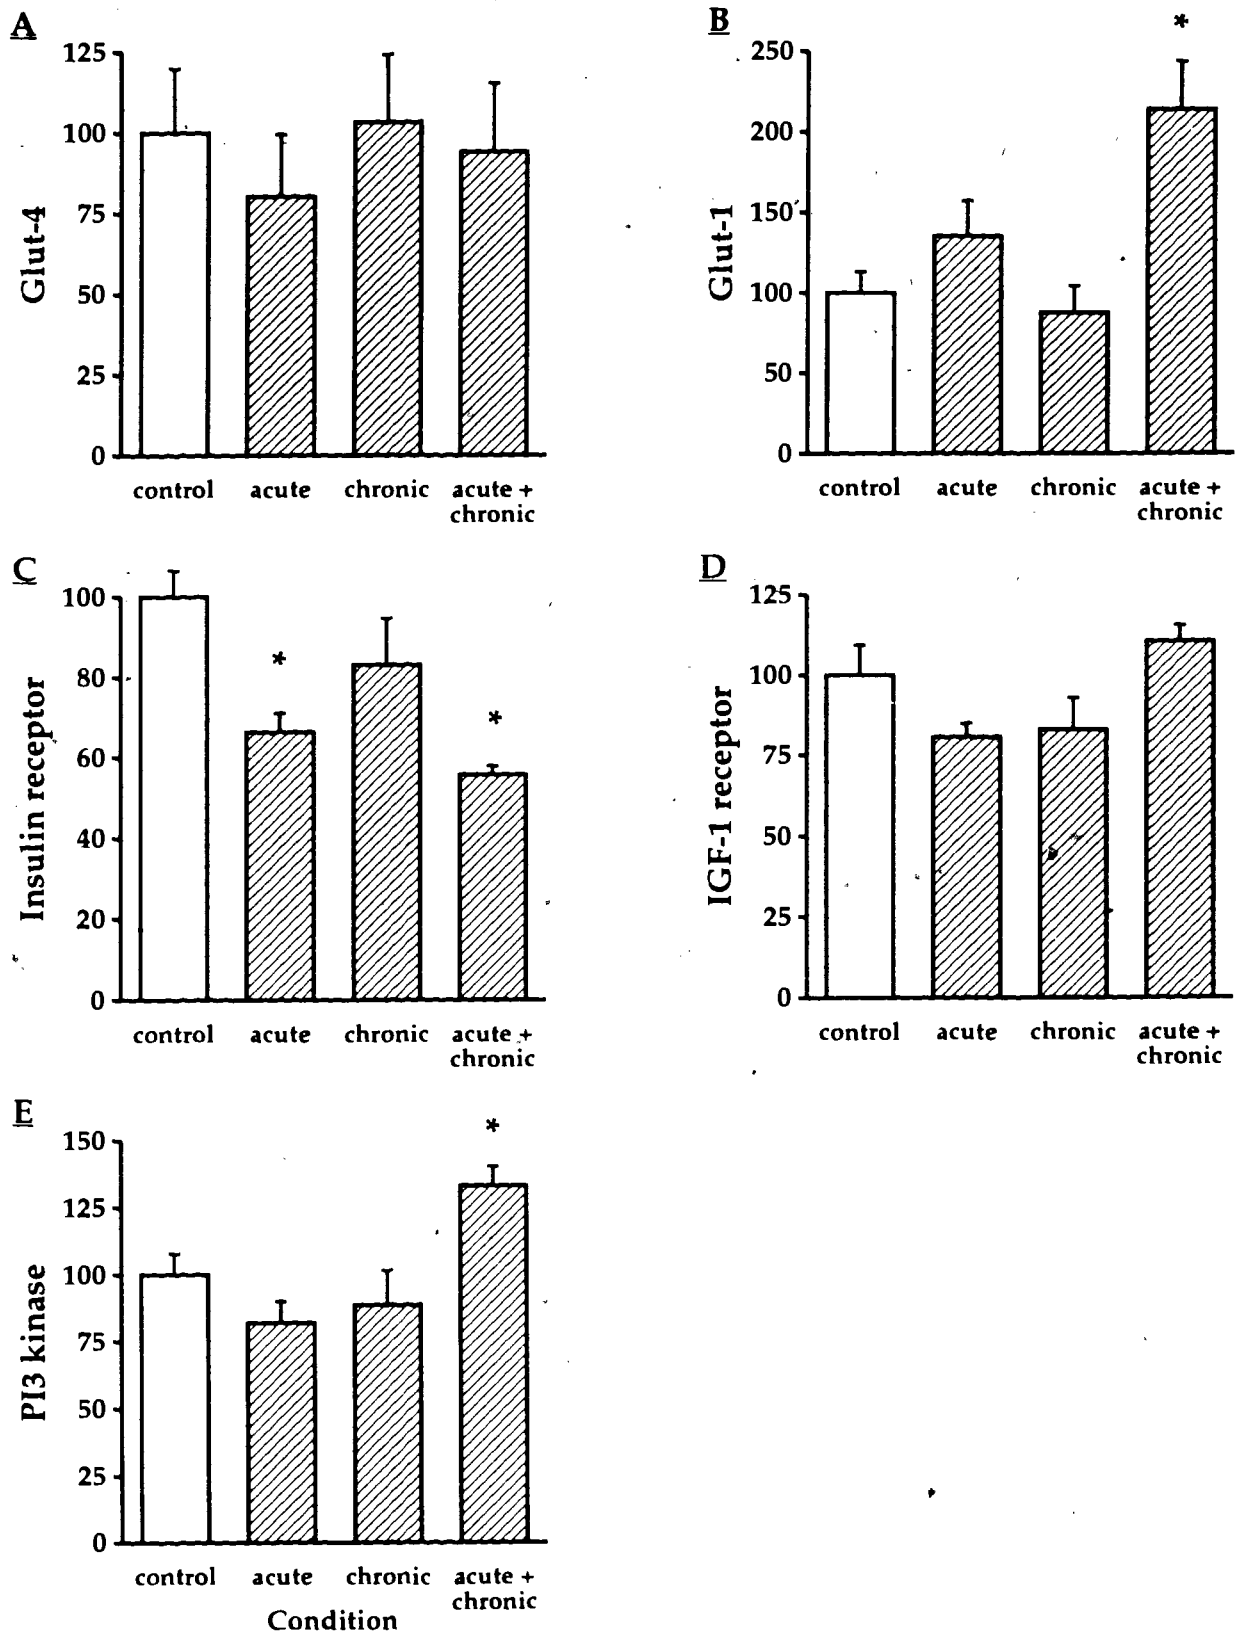 A
125
100
75
50
25
0
Glut-4
control acute chronic acute +
chronic
B
*
250
200
150
100
50
0
Glut-1
control acute chronic acute +
chronic
C
100
80
60
40
20
0
Insulin receptor
* *
control acute chronic acute +
chronic
D
125
100
75
50
25
0
IGF-1 receptor
control acute chronic acute +
chronic
E
*
150
125
100
75
50
25
0
PI3 kinase
control acute chronic acute +
chronic
Condition